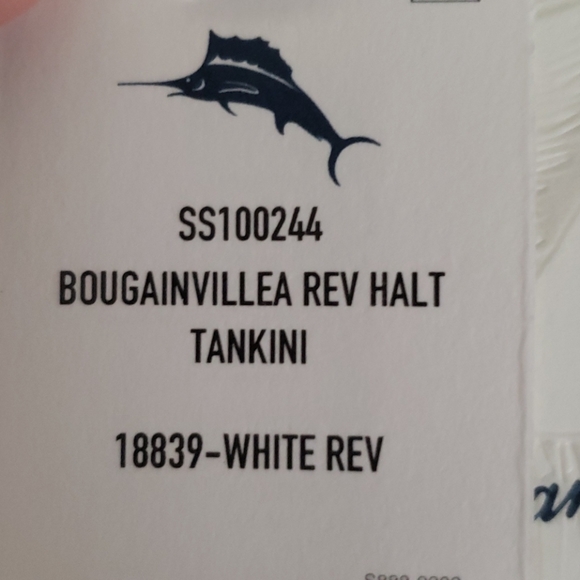 SS100244
BOUGAINVILLEA REV HALT
TANKINI
18839-WHITE REV